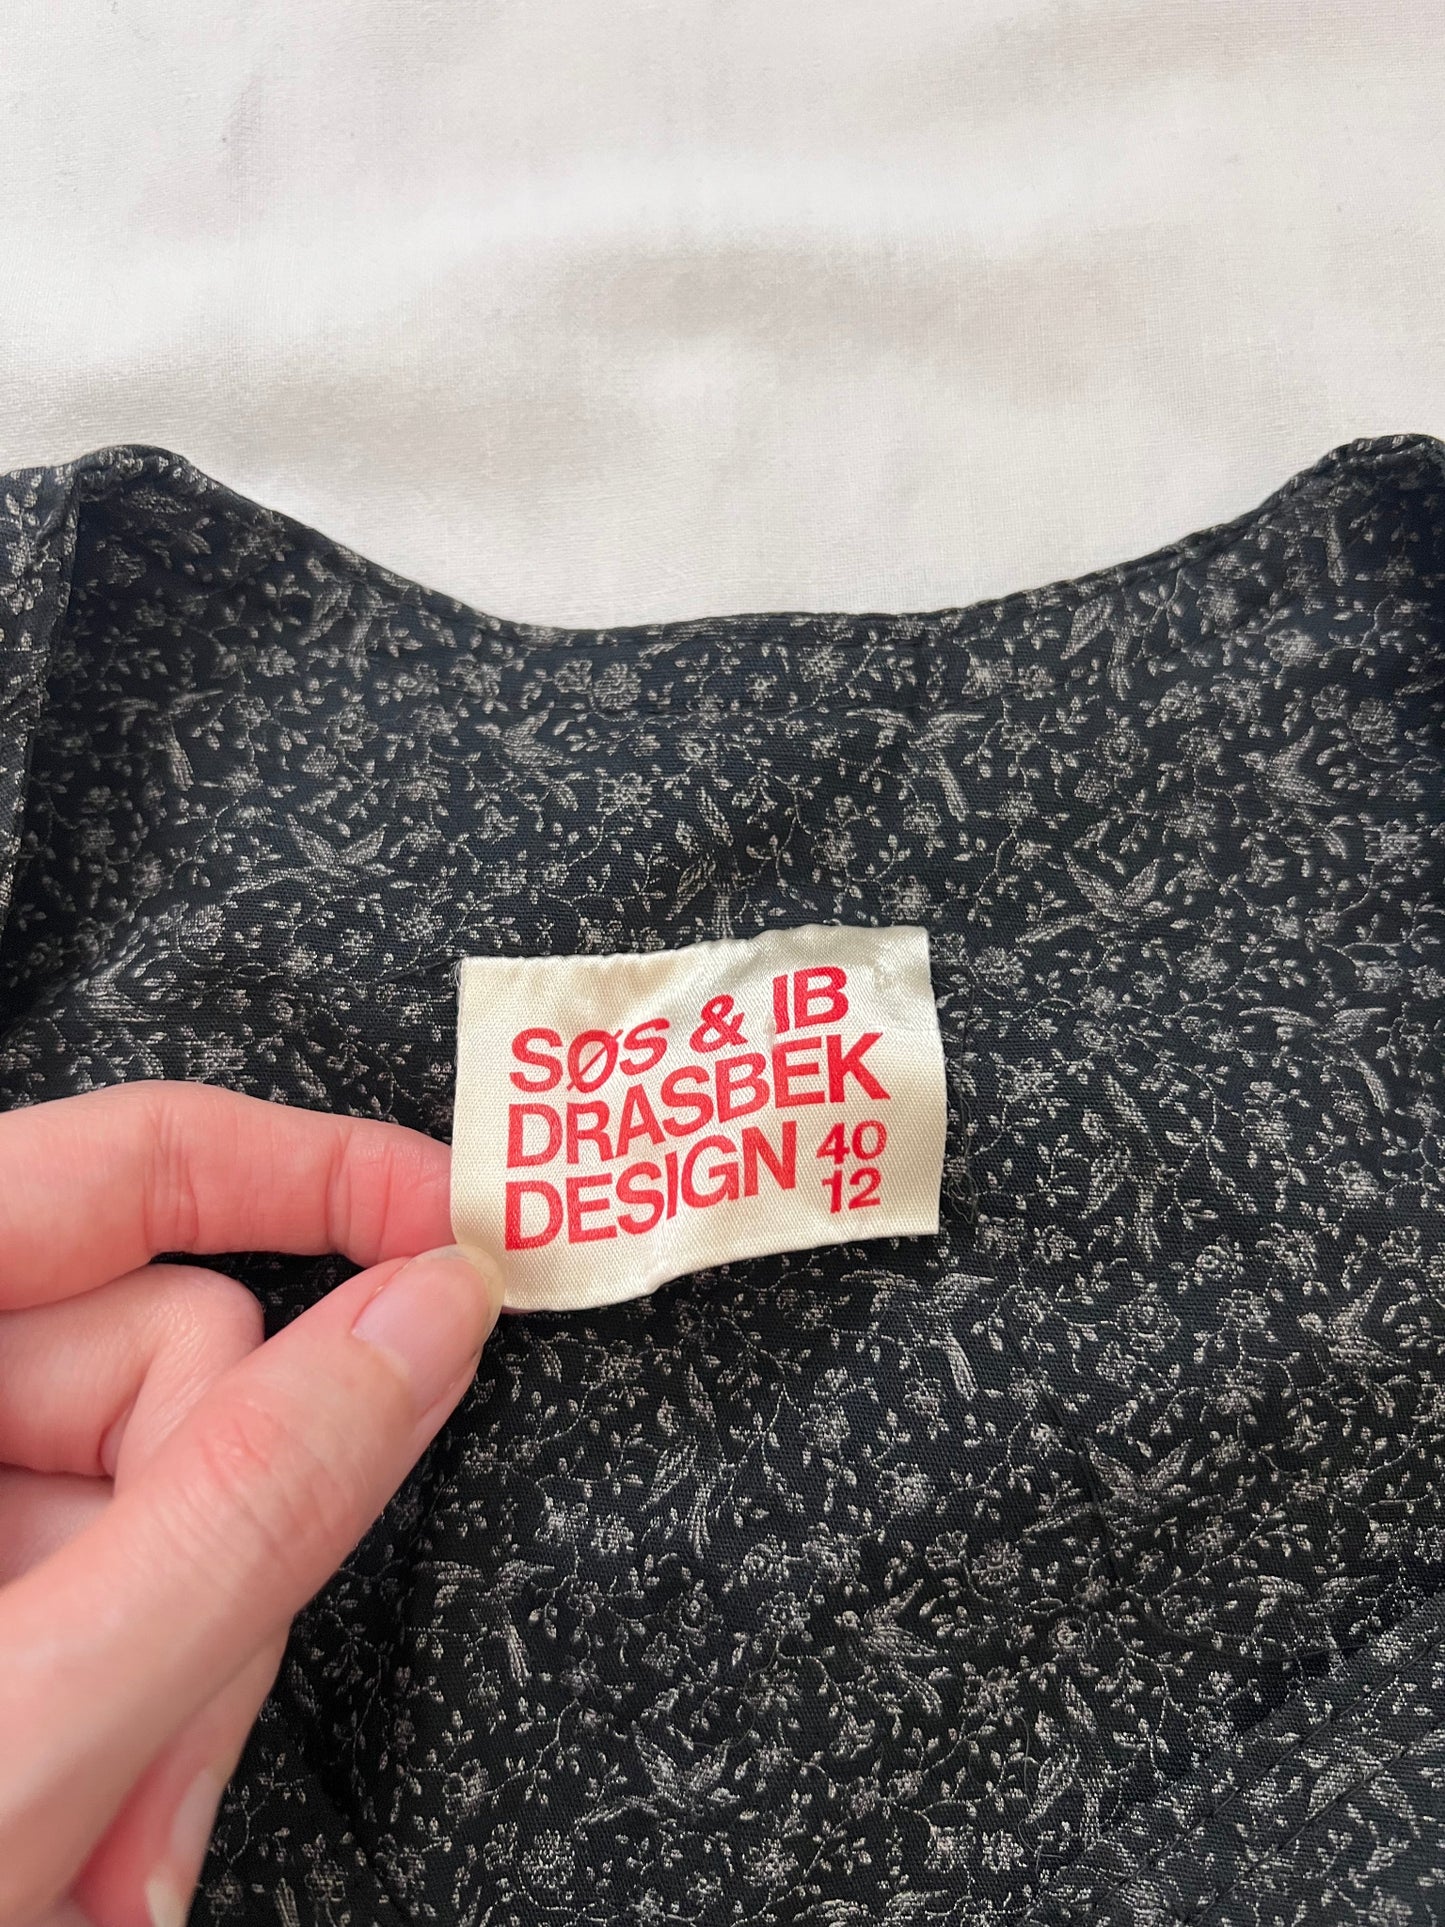 SØS & IB
DRASBEK
DESIGN 40
12